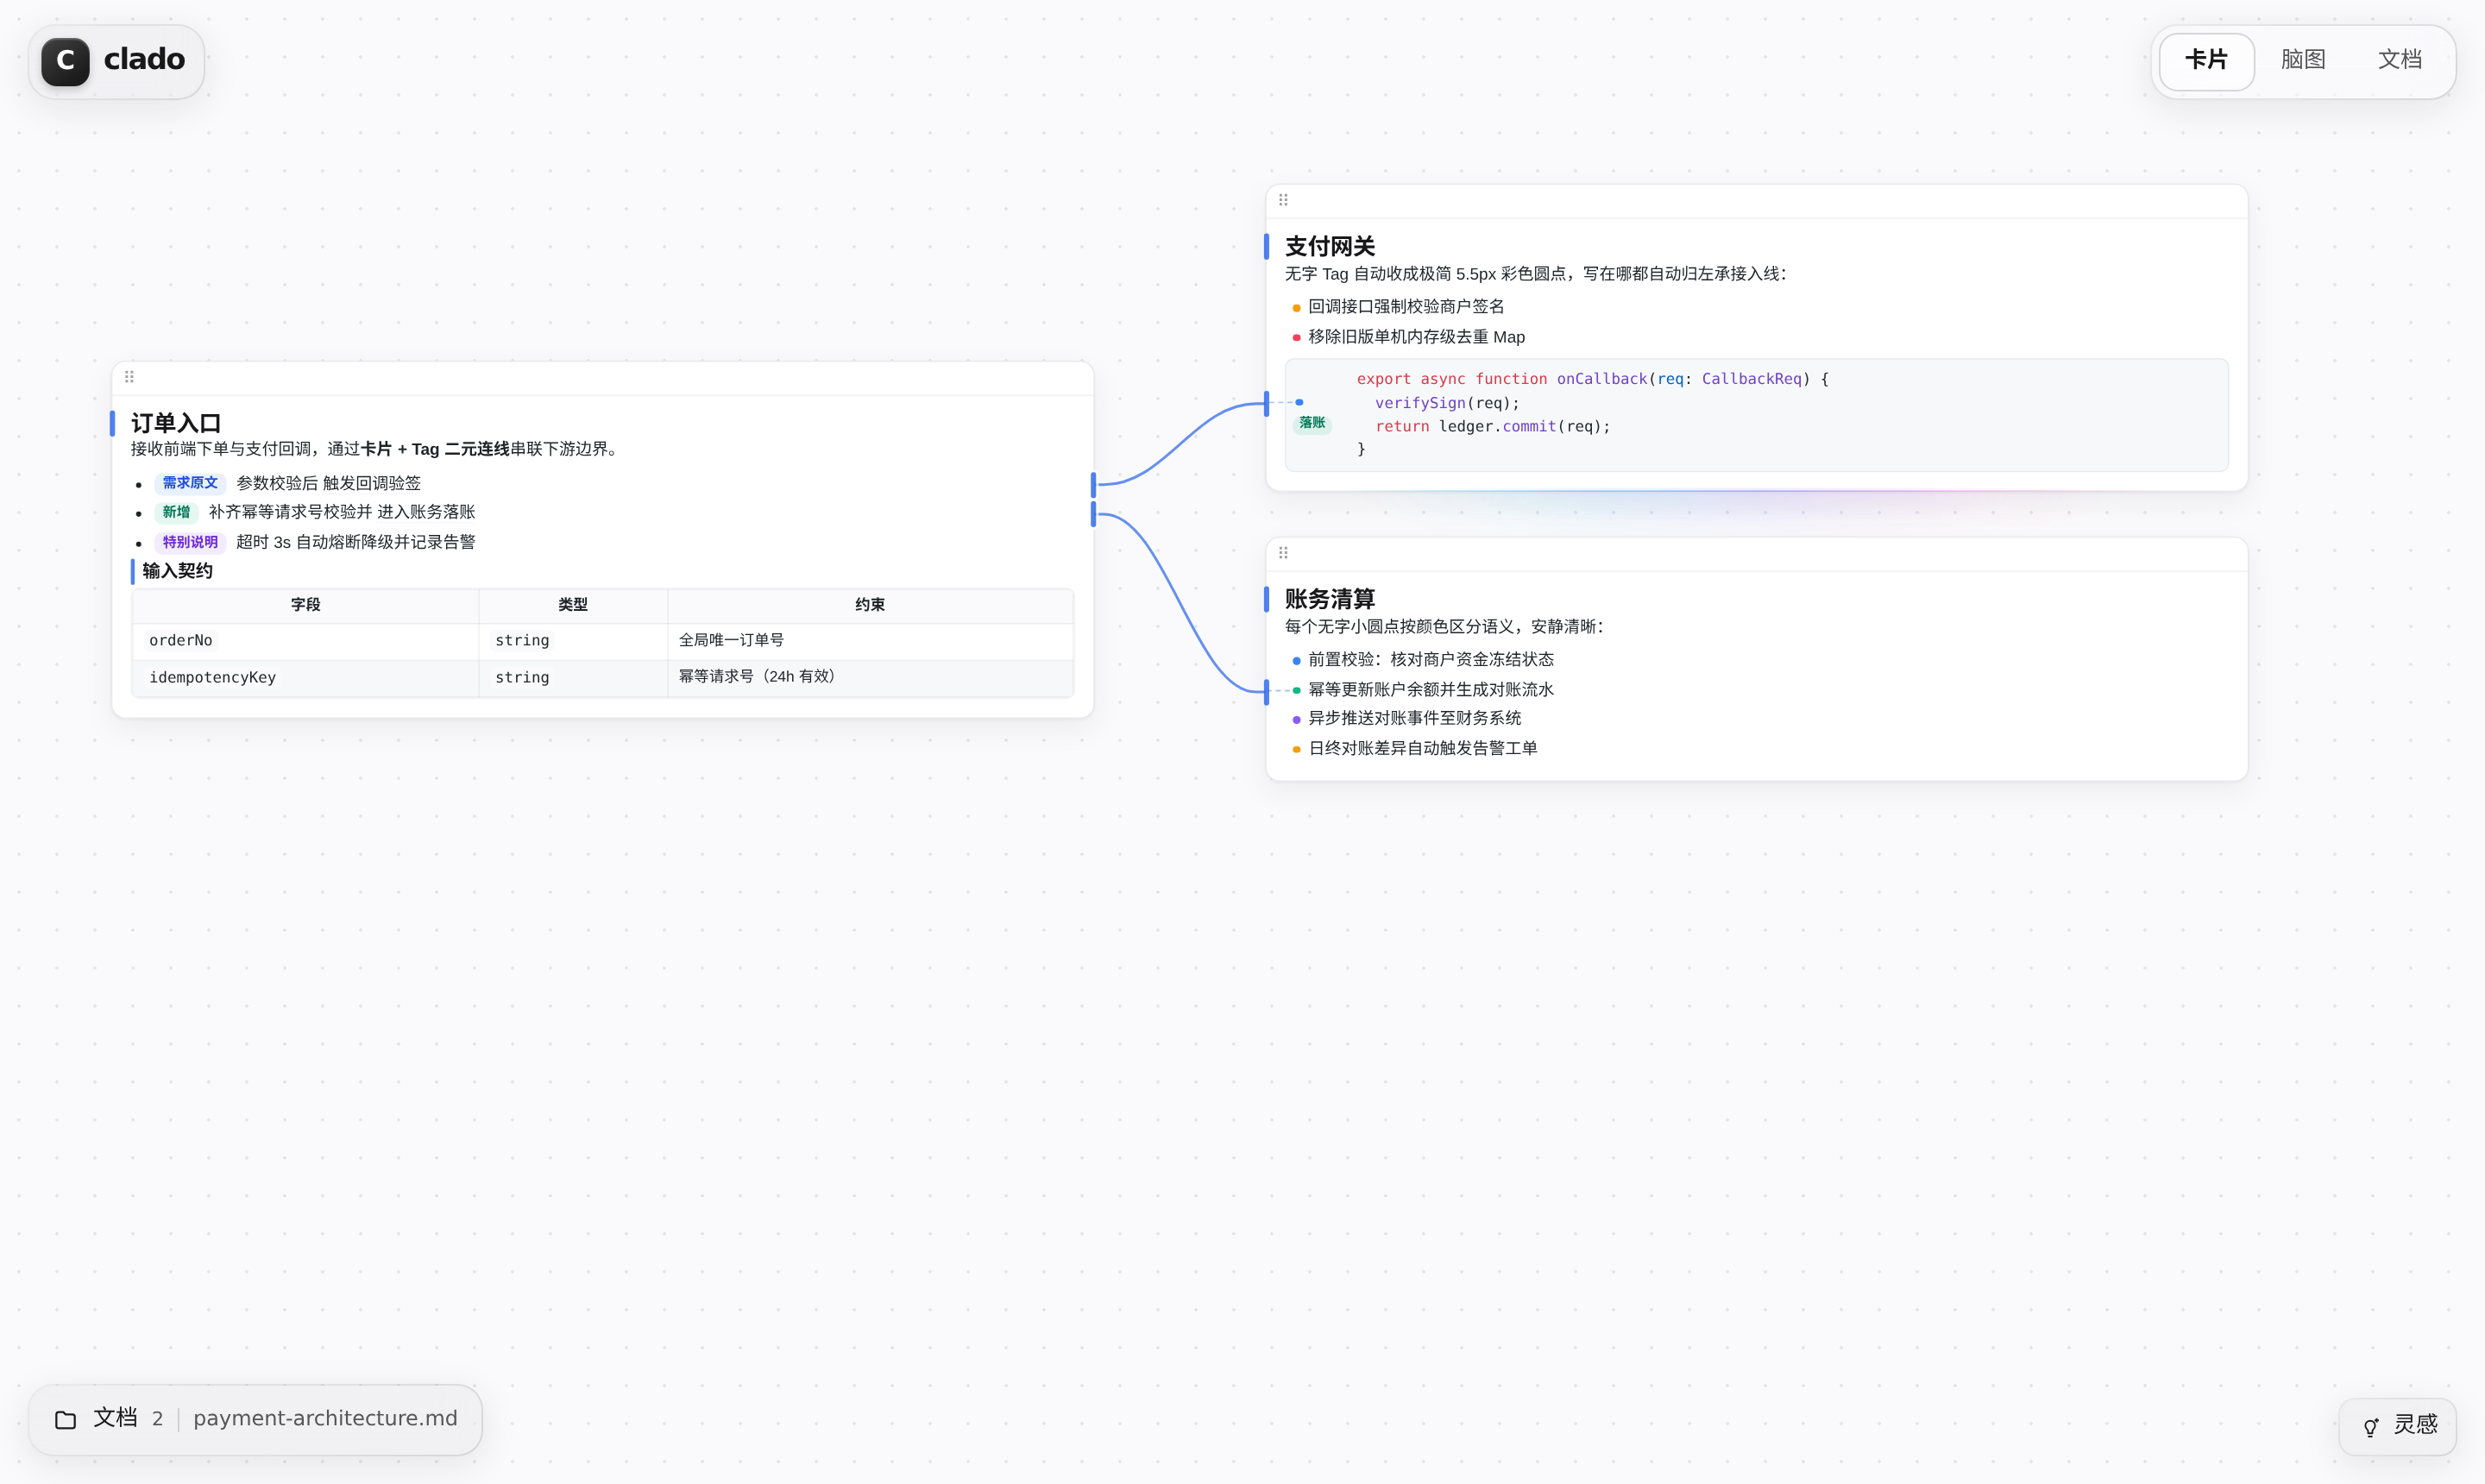 C clado
卡片 脑图 文档
订单入口
接收前端下单与支付回调，通过卡片 + Tag 二元连线串联下游边界。
需求原文 参数校验后 触发回调验签
新增 补齐幂等请求号校验并 进入账务落账
特别说明 超时 3s 自动熔断降级并记录告警
输入契约
字段 类型 约束
orderNo string 全局唯一订单号
idempotencyKey string 幂等请求号（24h 有效）
支付网关
无字 Tag 自动收成极简 5.5px 彩色圆点，写在哪都自动归左承接入线：
回调接口强制校验商户签名
移除旧版单机内存级去重 Map
export async function onCallback(req: CallbackReq) {
verifySign(req);
落账 return ledger.commit(req);
}
账务清算
每个无字小圆点按颜色区分语义，安静清晰：
前置校验：核对商户资金冻结状态
幂等更新账户余额并生成对账流水
异步推送对账事件至财务系统
日终对账差异自动触发告警工单
文档 2 payment-architecture.md
灵感